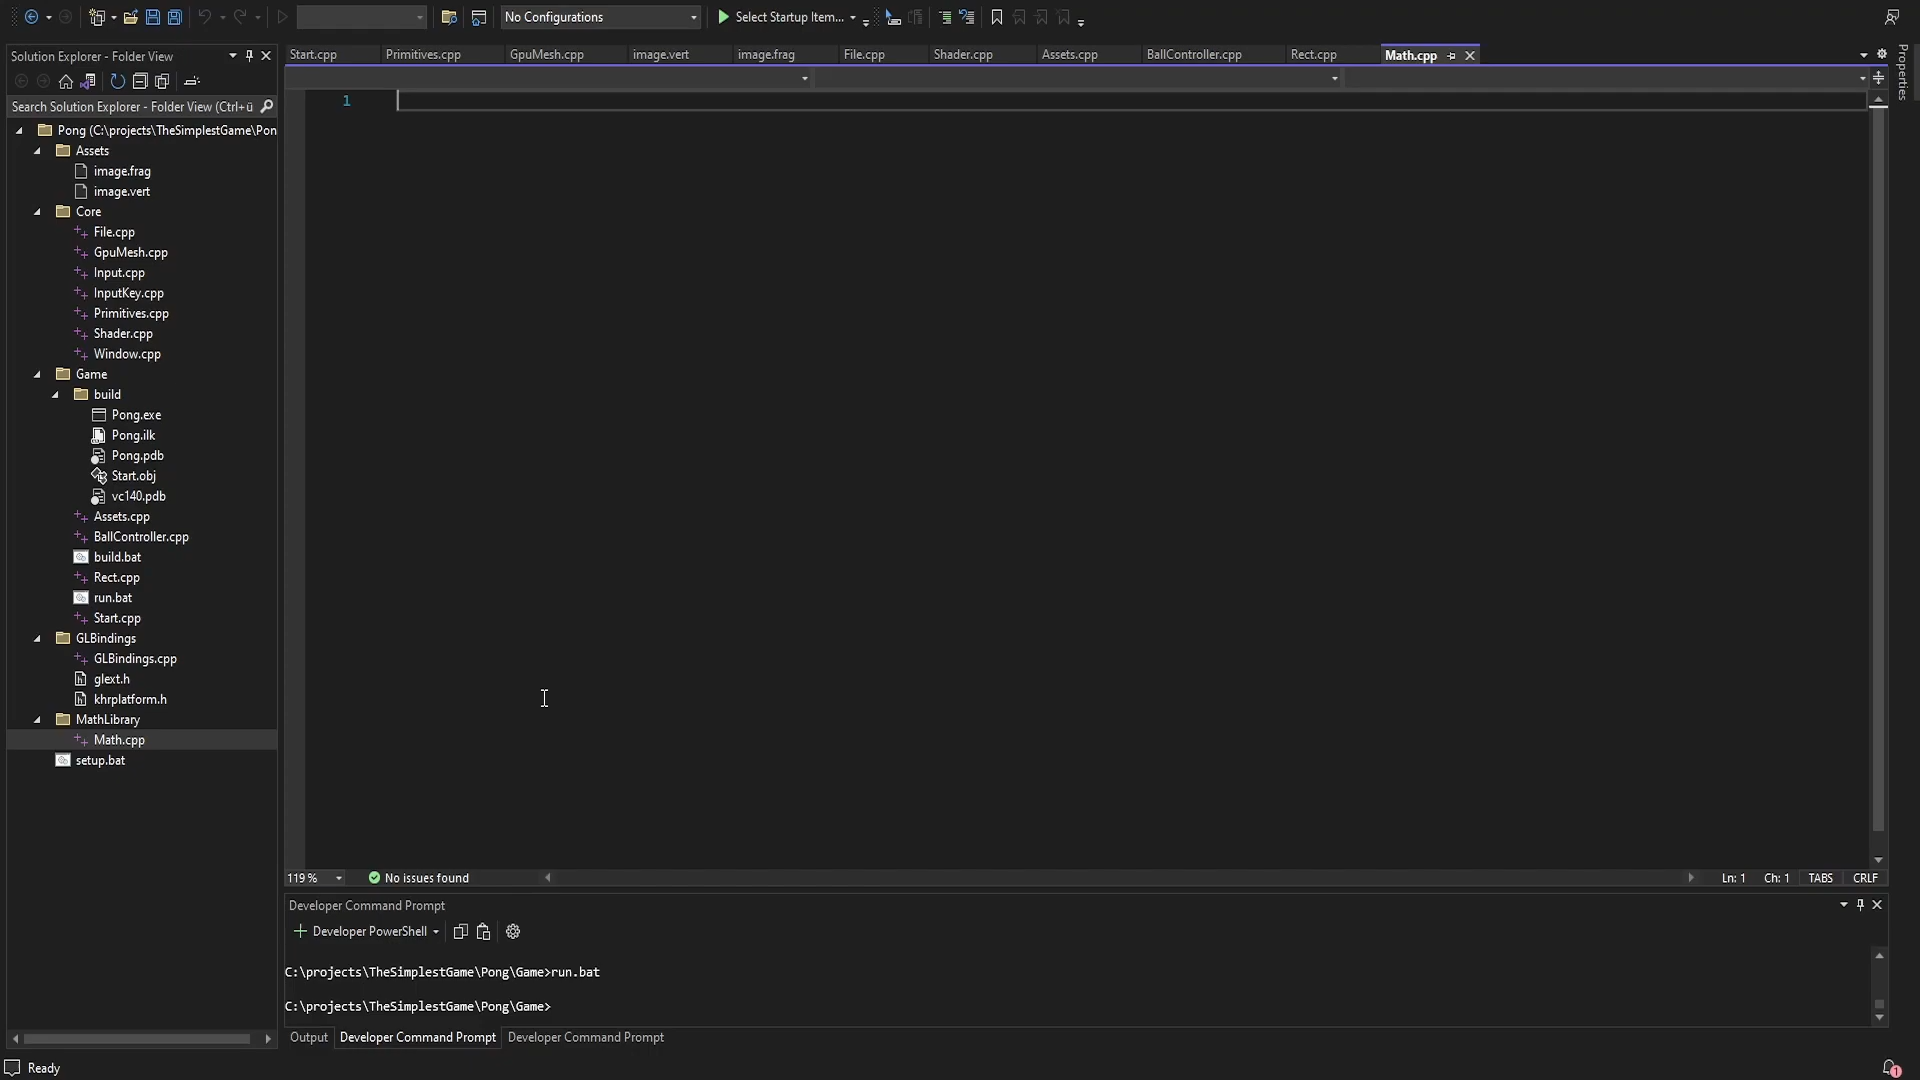 No Configurations
Select Startup Item...
Solution Explorer - Folder View
Search Solution Explorer - Folder View (Ctrl+ü
Pong (C:\projects\TheSimplestGame\Pon
Assets
image.frag
image.vert
Core
File.cpp
GpuMesh.cpp
Input.cpp
InputKey.cpp
Primitives.cpp
Shader.cpp
Window.cpp
Game
build
Pong.exe
Pong.ilk
Pong.pdb
Start.obj
vc140.pdb
Assets.cpp
BallController.cpp
build.bat
Rect.cpp
run.bat
Start.cpp
GLBindings
GLBindings.cpp
glext.h
khrplatform.h
MathLibrary
Math.cpp
setup.bat
Start.cpp Primitives.cpp GpuMesh.cpp image.vert image.frag File.cpp Shader.cpp Assets.cpp BallController.cpp Rect.cpp Math.cpp
1
119 % No issues found Ln: 1 Ch: 1 TABS CRLF
Developer Command Prompt
Developer PowerShell
C:\projects\TheSimplestGame\Pong\Game>run.bat
C:\projects\TheSimplestGame\Pong\Game>
Output Developer Command Prompt Developer Command Prompt
Properties
Ready
1